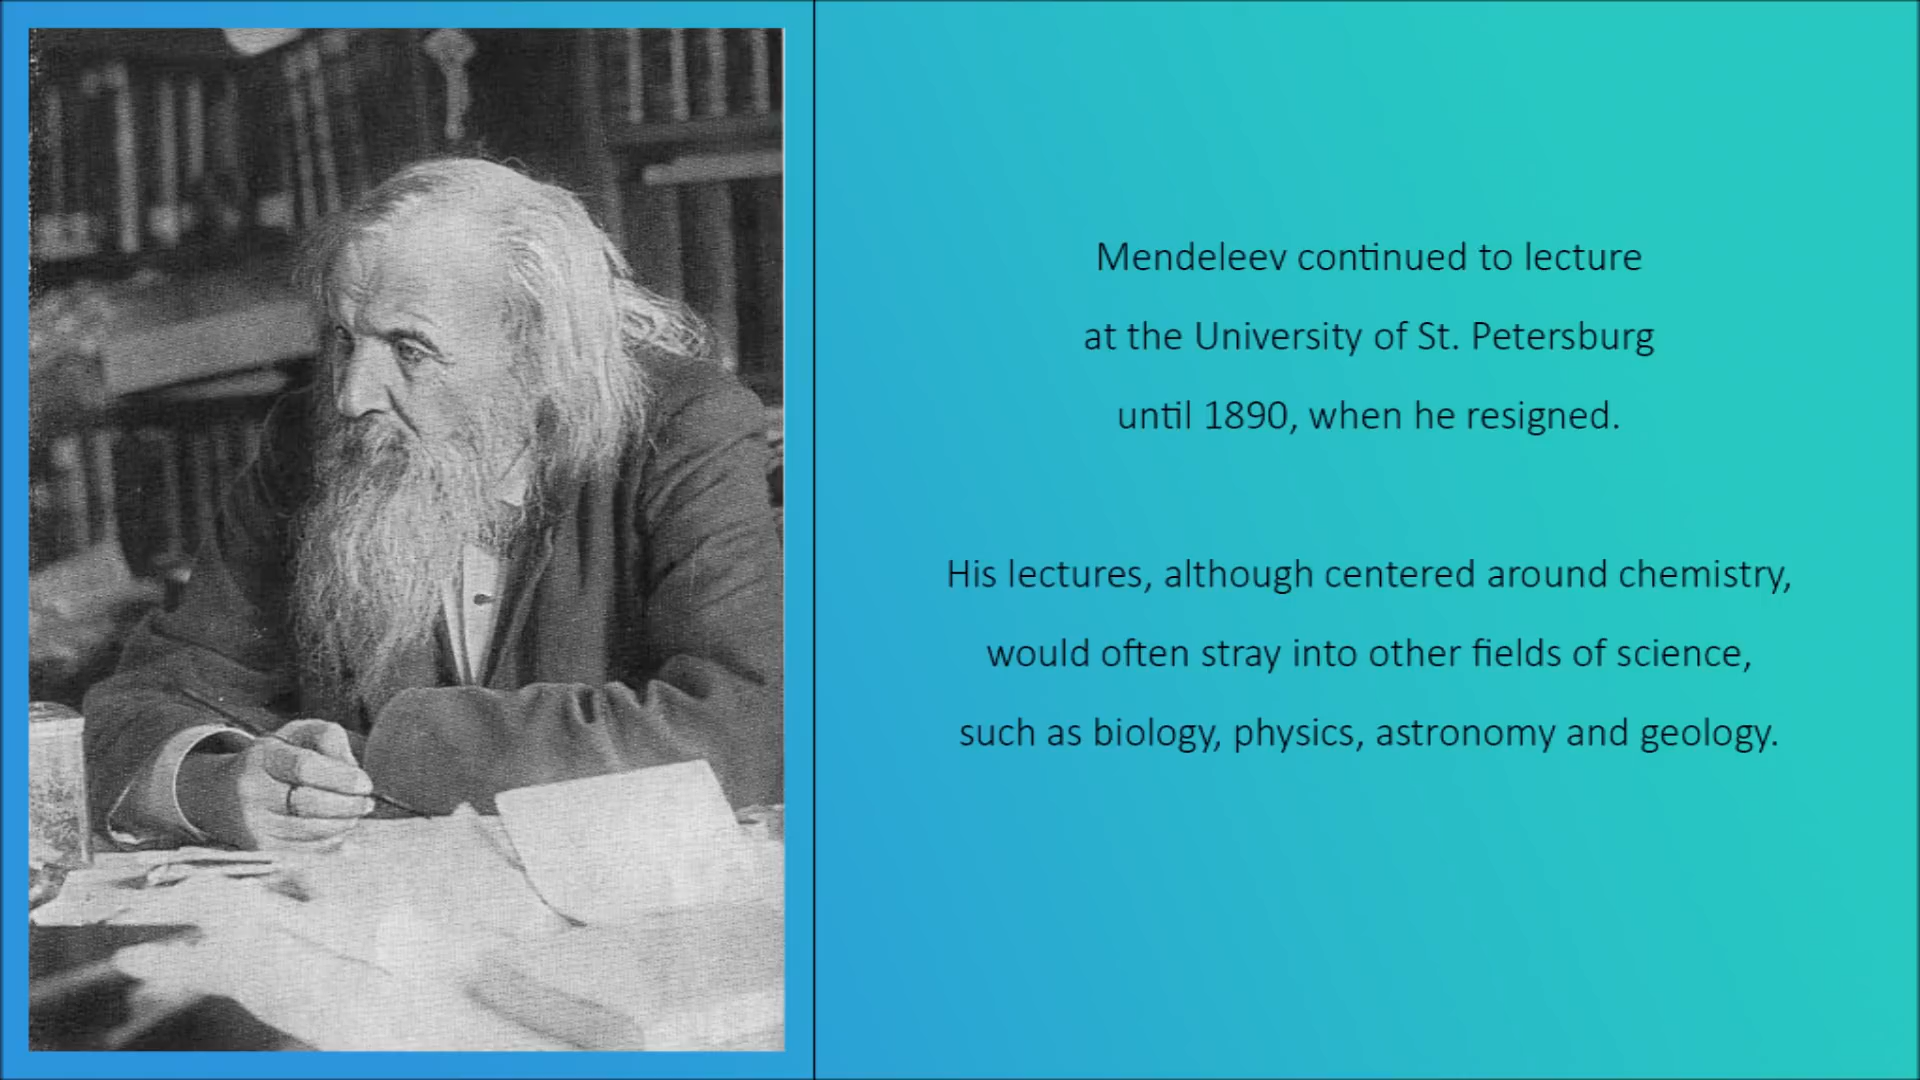 Mendeleev continued to lecture
at the University of St. Petersburg
until 1890, when he resigned.
His lectures, although centered around chemistry,
would often stray into other fields of science,
such as biology, physics, astronomy and geology.